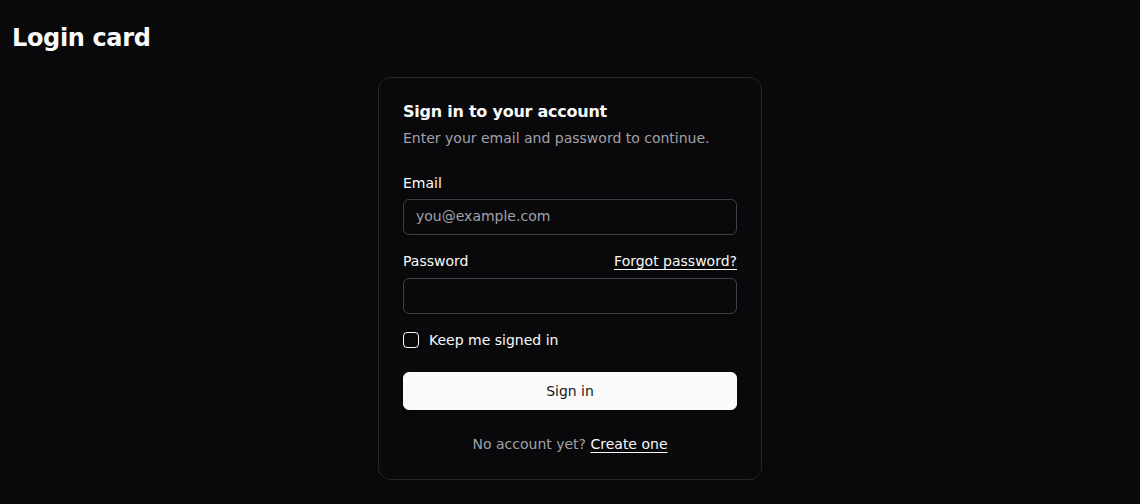 Login card
Sign in to your account
Enter your email and password to continue.
Email
you@example.com
Password Forgot password?
Keep me signed in
Sign in
No account yet? Create one